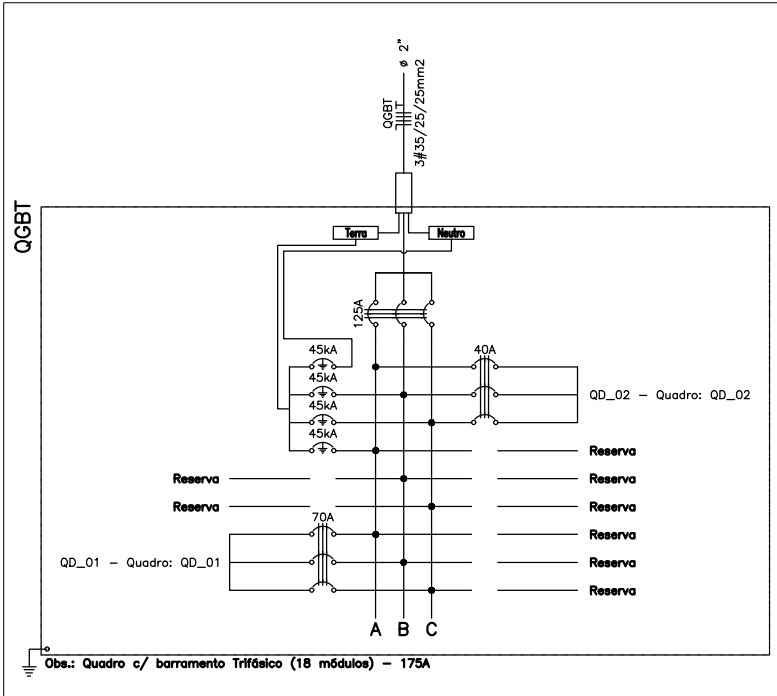 ø 2"
QGBT
3#35/25/25mm2
QGBT
Terra
Neutro
125A
45kA
40A
45kA
QD_02 – Quadro: QD_02
45kA
45kA
Reserva
Reserva
Reserva
Reserva
Reserva
70A
Reserva
QD_01 – Quadro: QD_01
Reserva
Reserva
A B C
Obs.: Quadro c/ barramento Trifásico (18 módulos) – 175A